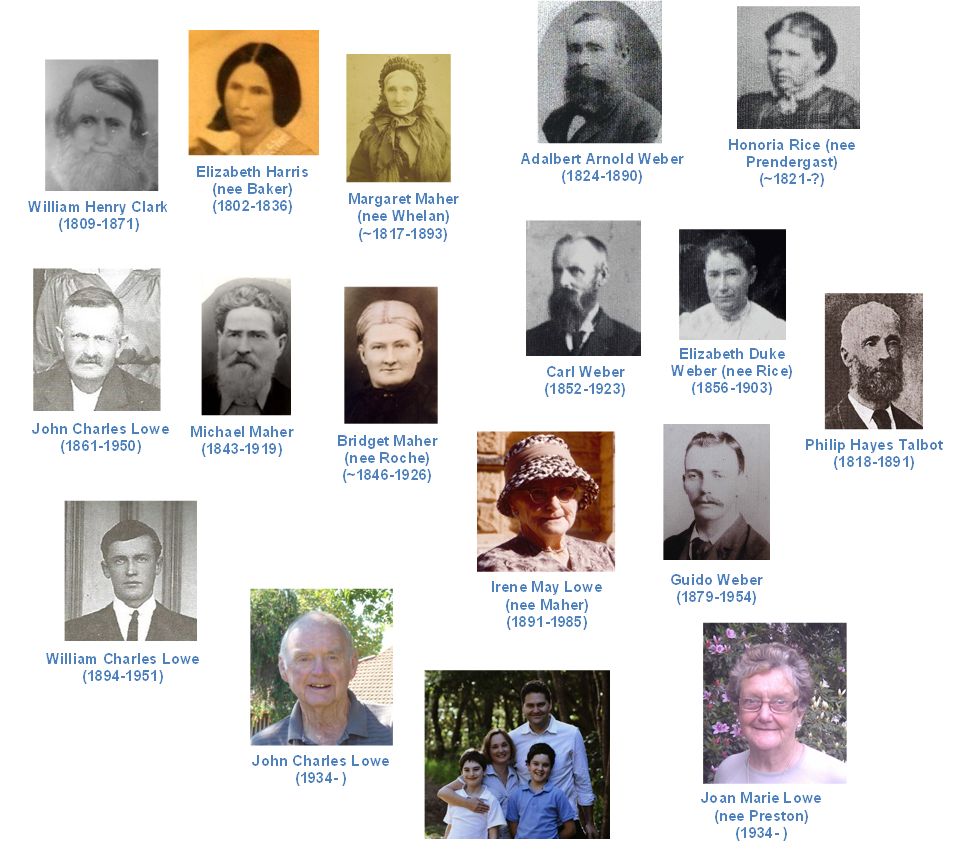 Adalbert Arnold Weber
(1824-1890)
Honoria Rice (nee
Prendergast)
(~1821-?)
Elizabeth Harris
(nee Baker)
(1802-1836)
Margaret Maher
(nee Whelan)
(~1817-1893)
William Henry Clark
(1809-1871)
Carl Weber
(1852-1923)
Elizabeth Duke
Weber (nee Rice)
(1856-1903)
John Charles Lowe
(1861-1950)
Michael Maher
(1843-1919)
Bridget Maher
(nee Roche)
(~1846-1926)
Philip Hayes Talbot
(1818-1891)
Irene May Lowe
(nee Maher)
(1891-1985)
Guido Weber
(1879-1954)
William Charles Lowe
(1894-1951)
John Charles Lowe
(1934- )
Joan Marie Lowe
(nee Preston)
(1934- )